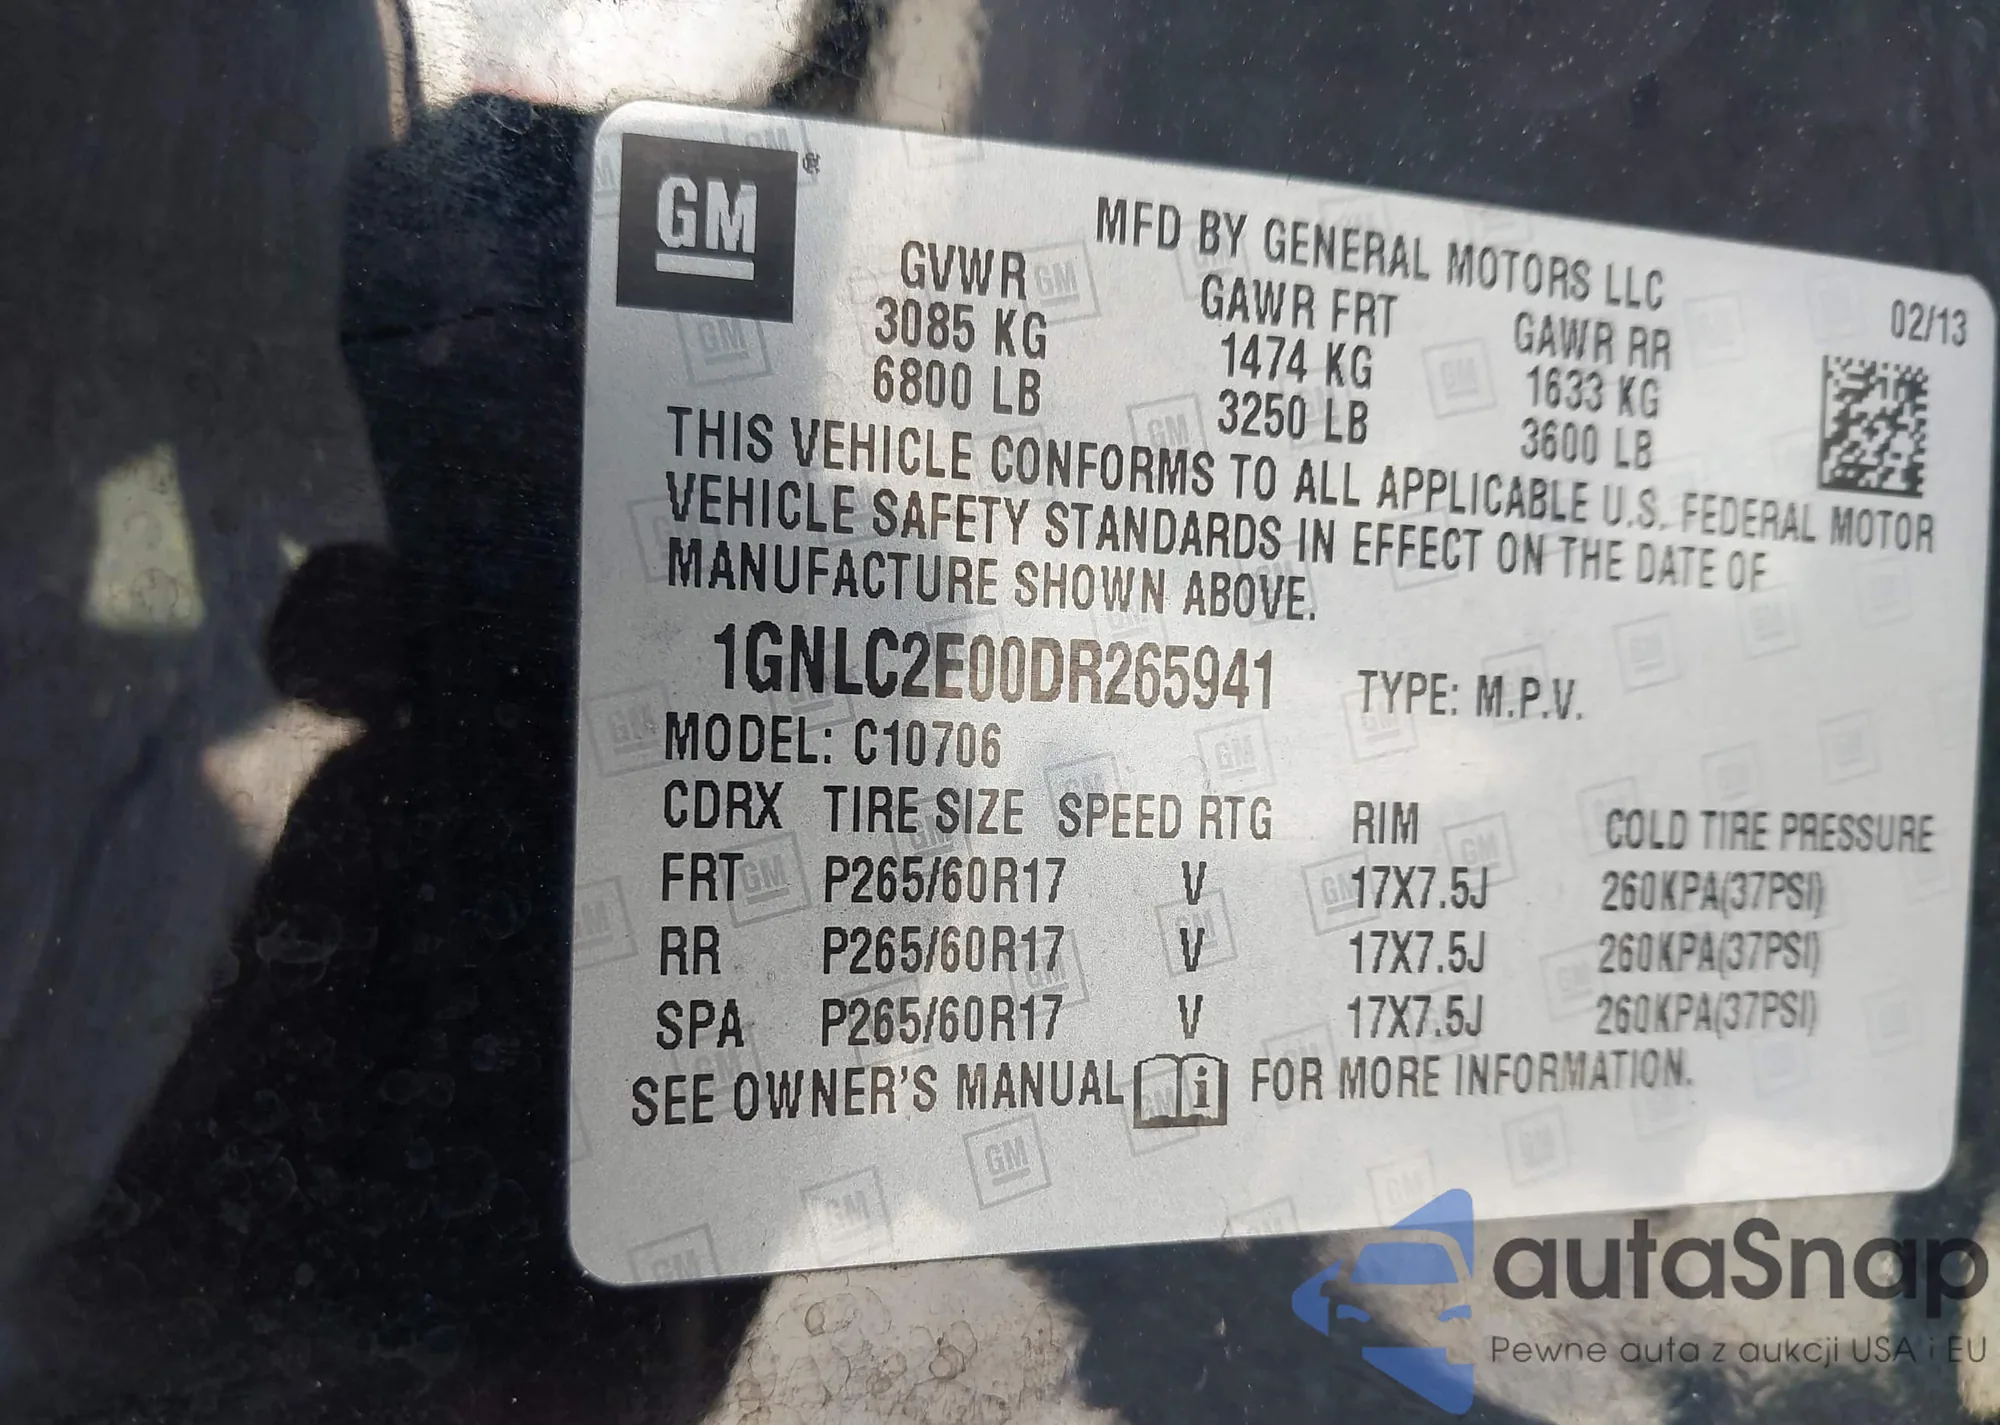 GM
MFD BY GENERAL MOTORS LLC
02/13
GVWR GAWR FRT GAWR RR
3085 KG 1474 KG 1633 KG
6800 LB 3250 LB 3600 LB
THIS VEHICLE CONFORMS TO ALL APPLICABLE U.S. FEDERAL MOTOR
VEHICLE SAFETY STANDARDS IN EFFECT ON THE DATE OF
MANUFACTURE SHOWN ABOVE.
1GNLC2E00DR265941 TYPE: M.P.V.
MODEL: C10706
CDRX TIRE SIZE SPEED RTG RIM COLD TIRE PRESSURE
FRT P265/60R17 V 17X7.5J 260KPA(37PSI)
RR P265/60R17 V 17X7.5J 260KPA(37PSI)
SPA P265/60R17 V 17X7.5J 260KPA(37PSI)
SEE OWNER'S MANUAL i FOR MORE INFORMATION.
autaSnap
Pewne auta z aukcji USA i EU